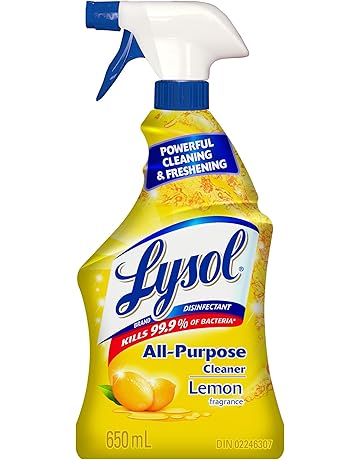 POWERFUL
CLEANING
& FRESHENING
Lysol®
BRAND DISINFECTANT
KILLS 99.9% OF BACTERIA*
All-Purpose
Cleaner
Lemon
fragrance
650 mL
DIN 02246307